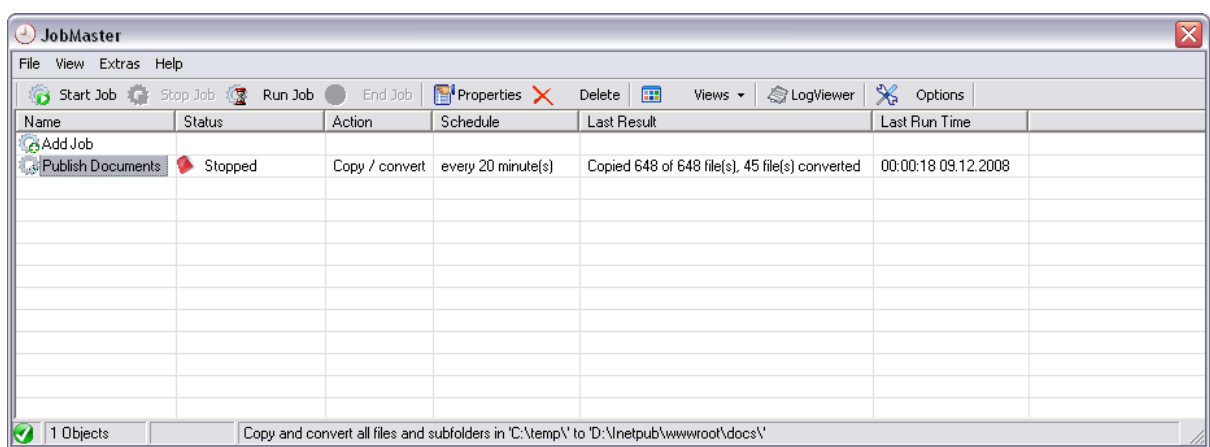 JobMaster
File View Extras Help
Start Job Stop Job Run Job End Job Properties Delete Views LogViewer Options
Name Status Action Schedule Last Result Last Run Time
Add Job
Publish Documents Stopped Copy / convert every 20 minute(s) Copied 648 of 648 file(s), 45 file(s) converted 00:00:18 09.12.2008
1 Objects Copy and convert all files and subfolders in 'C:\temp\' to 'D:\Inetpub\wwwroot\docs\'